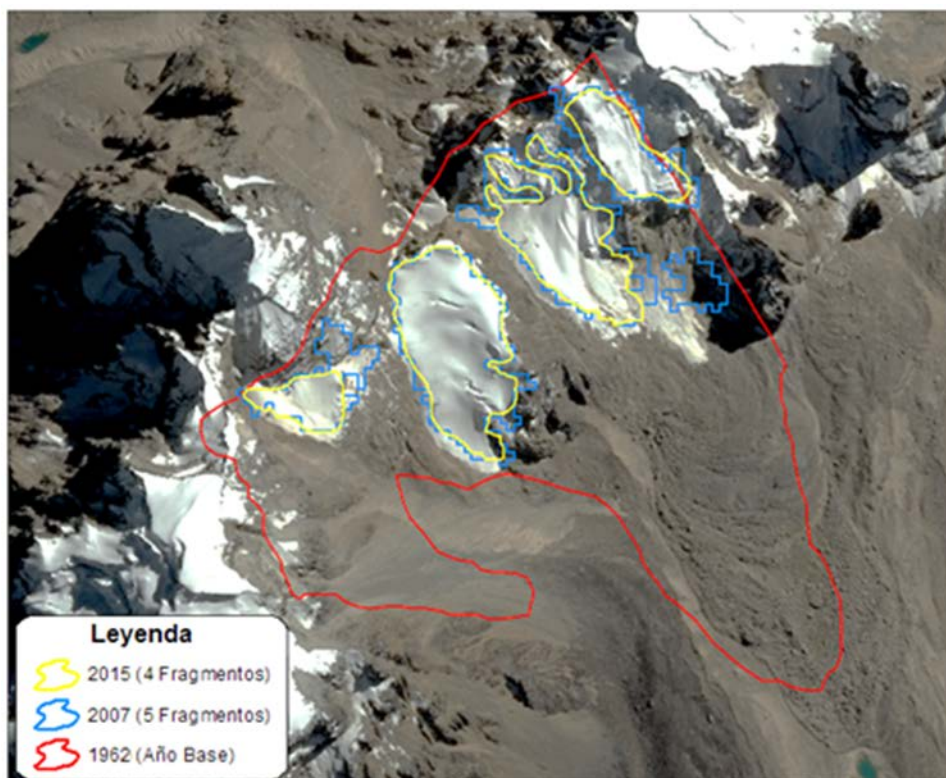 Leyenda
2015 (4 Fragmentos)
2007 (5 Fragmentos)
1962 (Año Base)